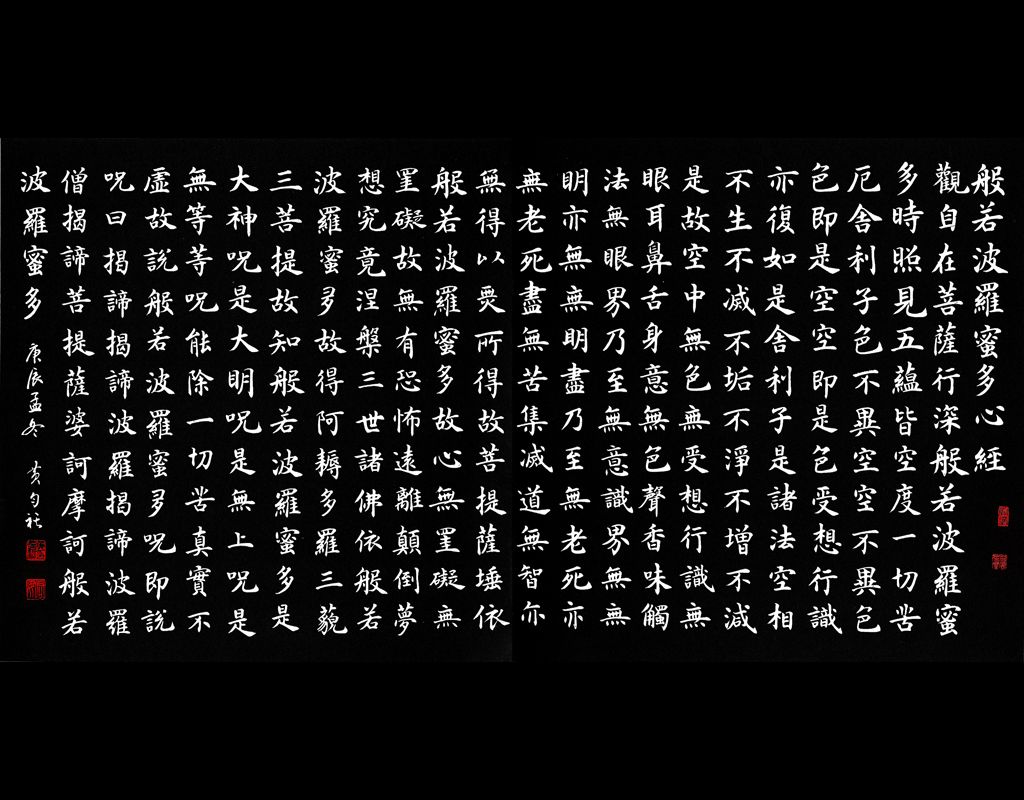 般若波羅蜜多心經
觀自在菩薩行深般若波羅蜜
多時照見五蘊皆空度一切苦
厄舍利子色不異空空不異色
色即是空空即是色受想行識
亦復如是舍利子是諸法空相
不生不滅不垢不淨不增不減
是故空中無色無受想行識無
眼耳鼻舌身意無色聲香味觸
法無眼界乃至無意識界無無
明亦無無明盡乃至無老死亦
無老死盡無苦集滅道無智亦
無得以無所得故菩提薩埵依
般若波羅蜜多故心無罣礙無
罣礙故無有恐怖遠離顛倒夢
想究竟涅槃三世諸佛依般若
波羅蜜多故得阿耨多羅三藐
三菩提故知般若波羅蜜多是
大神呪是大明呪是無上呪是
無等等呪能除一切苦真實不
虛故說般若波羅蜜多呪即說
呪曰揭諦揭諦波羅揭諦波羅
僧揭諦菩提薩婆訶摩訶般若
波羅蜜多 庚辰孟冬